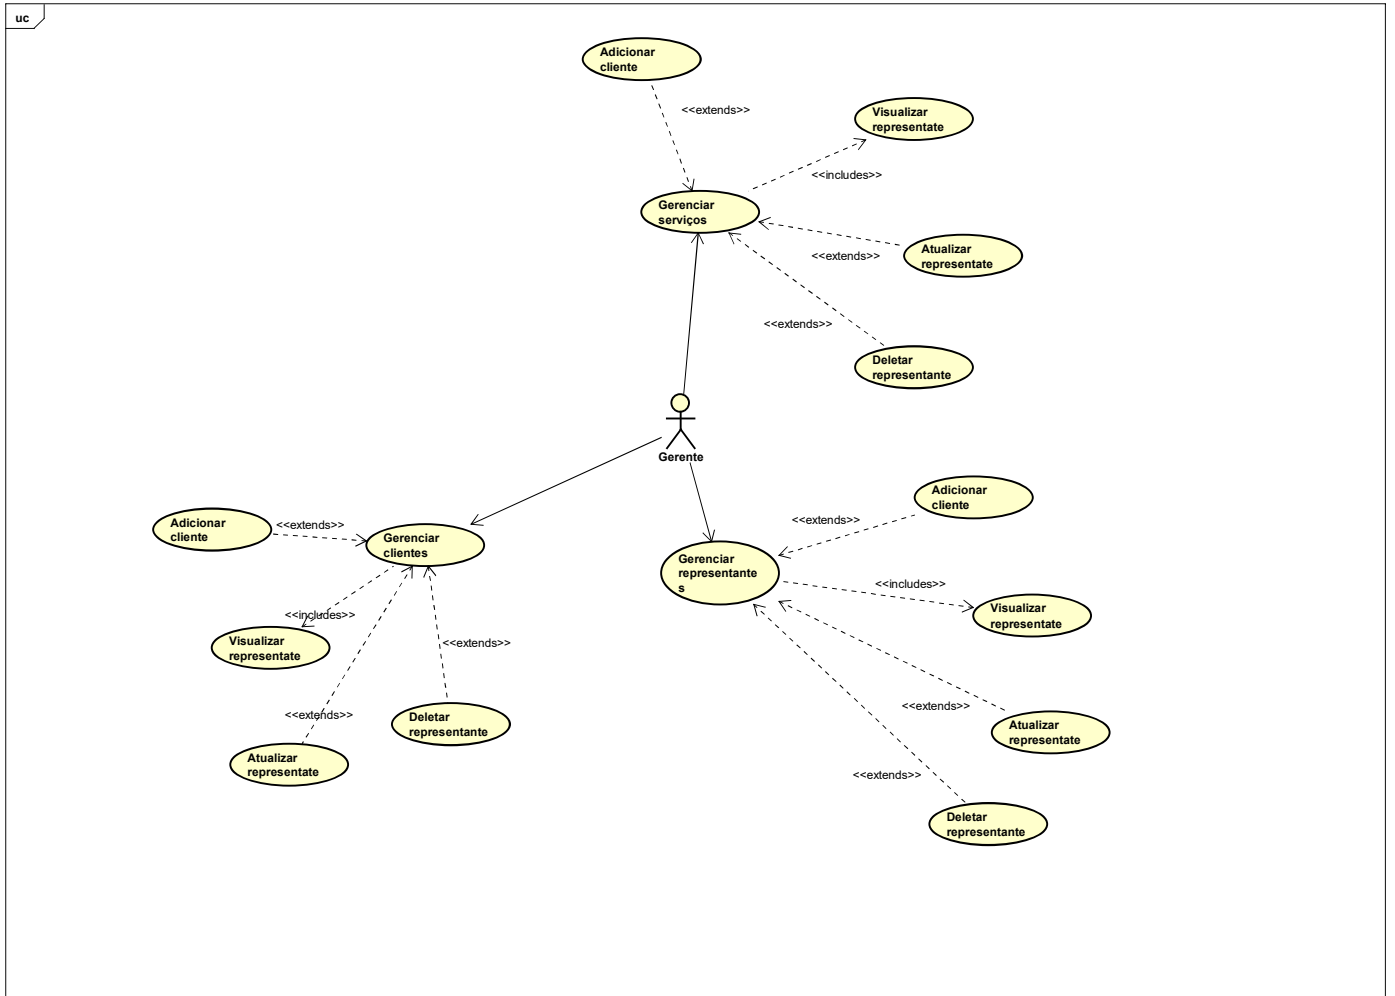 uc
Adicionar
cliente
<<extends>>
Visualizar
representate
<<includes>>
Gerenciar
serviços
Atualizar
representate
<<extends>>
<<extends>>
Deletar
representante
Gerente
Adicionar
cliente
<<extends>>
Adicionar
cliente
<<extends>>
Gerenciar
clientes
Gerenciar
representante
s
<<includes>>
Visualizar
representate
<<includes>>
Visualizar
representate
<<extends>>
<<extends>>
Deletar
representante
<<extends>>
Atualizar
representate
Atualizar
representate
<<extends>>
Deletar
representante